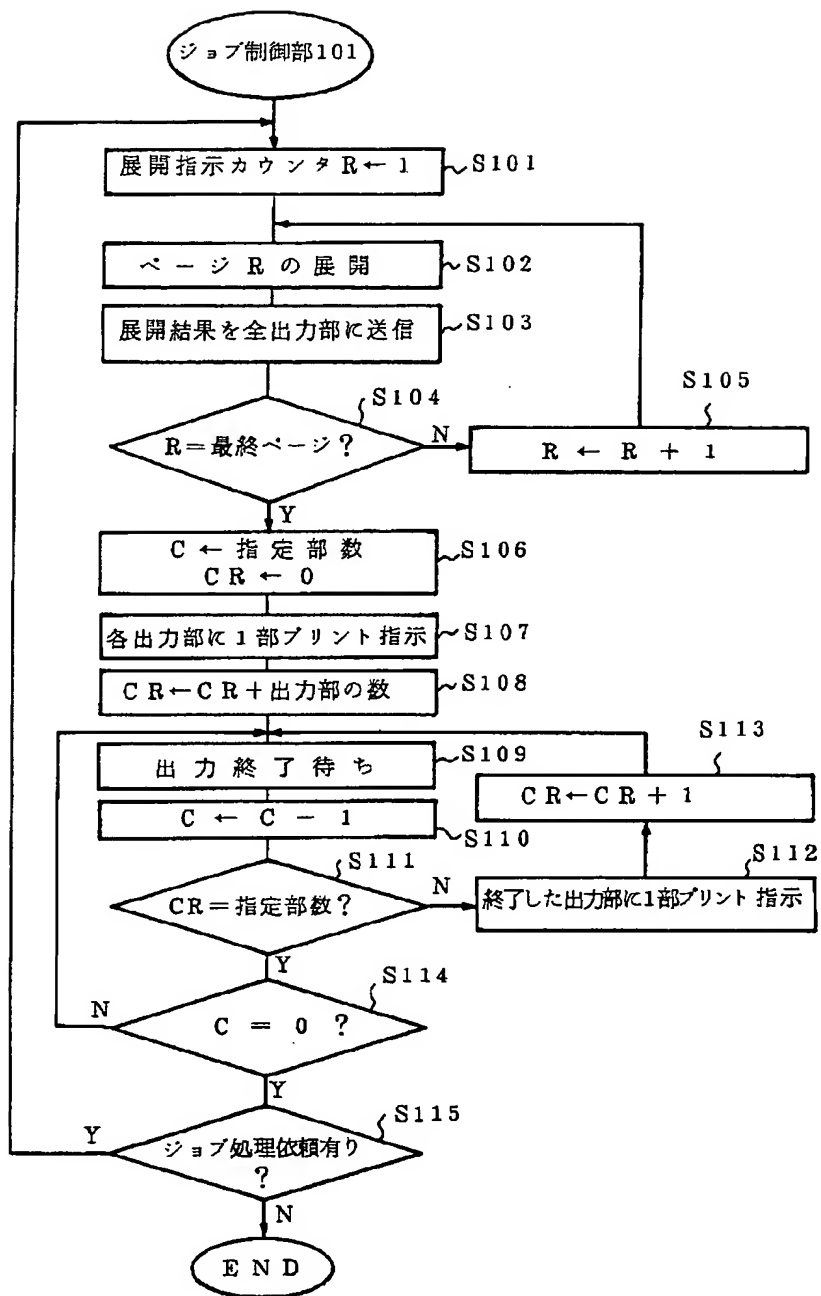 ジョブ制御部101
展開指示カウンタR←1
S101
ページRの展開
S102
展開結果を全出力部に送信
S103
S104
R=最終ページ?
N
S105
R ← R + 1
Y
C ← 指定部数
CR ← 0
S106
各出力部に1部プリント指示
S107
CR←CR+出力部の数
S108
出力終了待ち
S109
C ← C - 1
S110
S111
CR=指定部数?
N
S112
終了した出力部に1部プリント指示
S113
CR←CR + 1
Y
S114
C = 0 ?
N
Y
S115
ジョブ処理依頼有り
?
Y
N
END